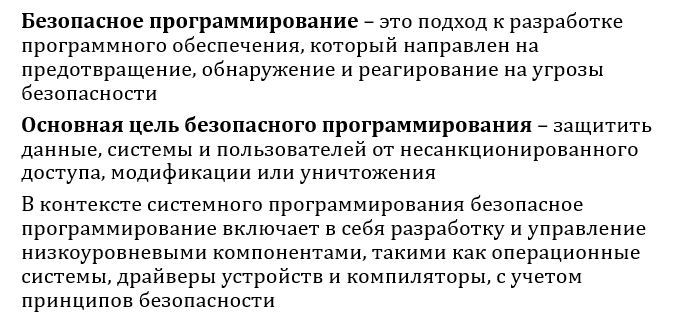 Безопасное программирование – это подход к разработке
программного обеспечения, который направлен на
предотвращение, обнаружение и реагирование на угрозы
безопасности
Основная цель безопасного программирования – защитить
данные, системы и пользователей от несанкционированного
доступа, модификации или уничтожения
В контексте системного программирования безопасное
программирование включает в себя разработку и управление
низкоуровневыми компонентами, такими как операционные
системы, драйверы устройств и компиляторы, с учетом
принципов безопасности